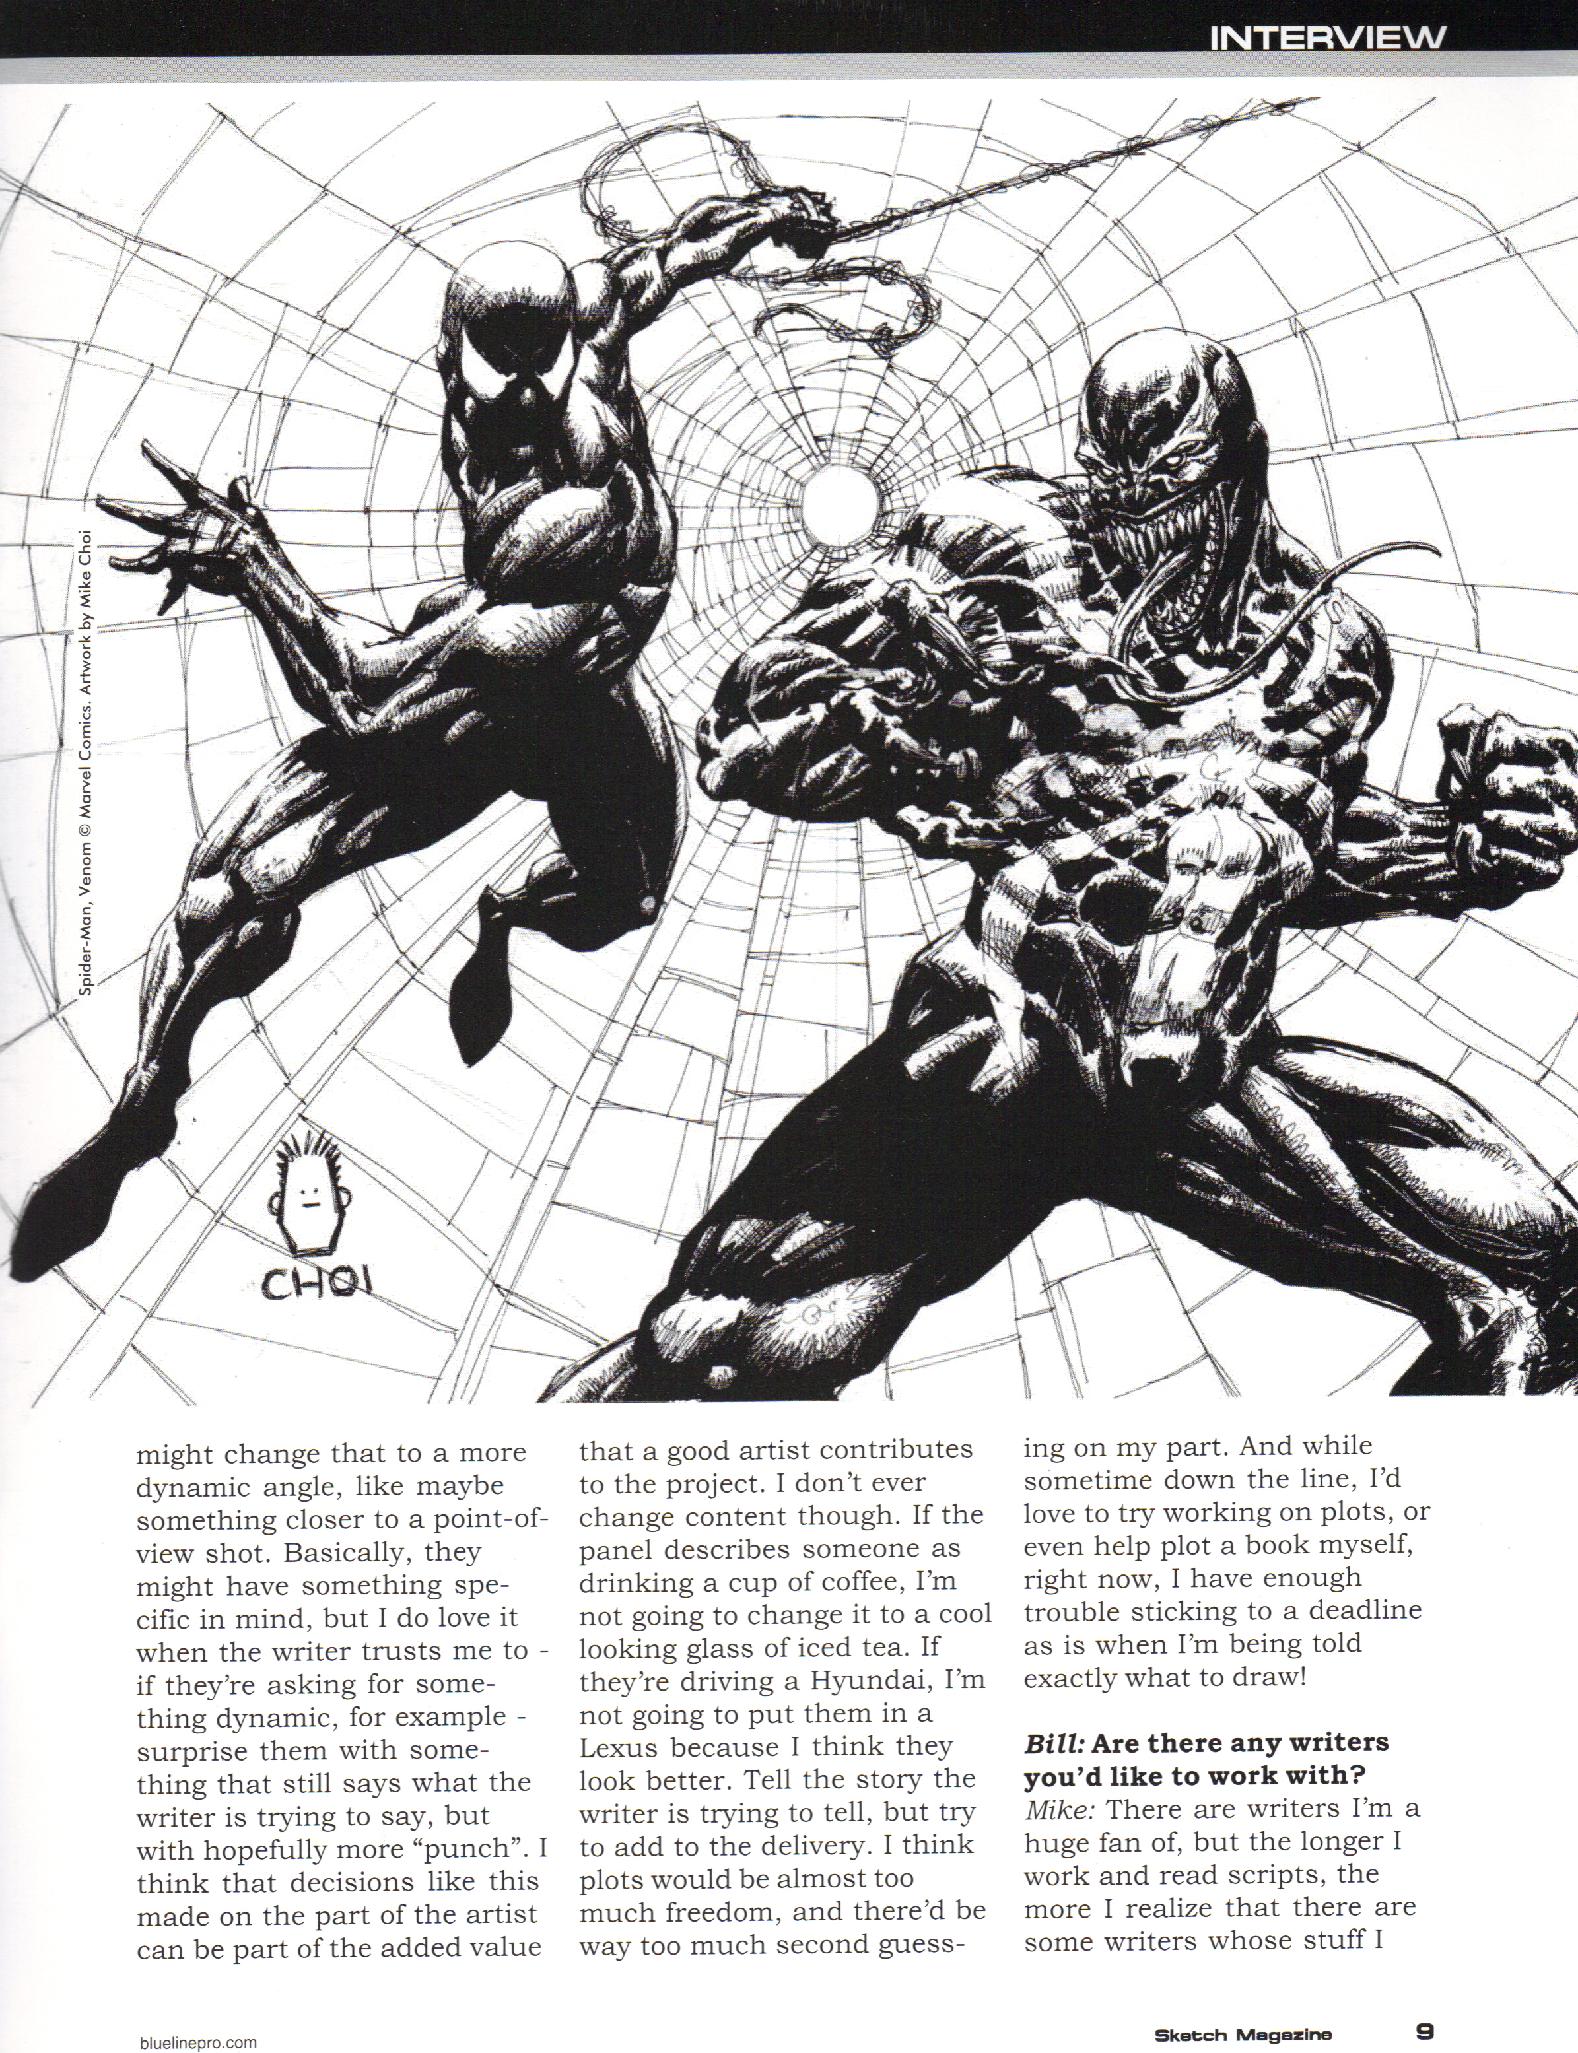 INTERVIEW
Spider-Man, Venom © Marvel Comics. Artwork by Mike Choi
CHOI
might change that to a more
dynamic angle, like maybe
something closer to a point-of-
view shot. Basically, they
might have something spe-
cific in mind, but I do love it
when the writer trusts me to -
if they're asking for some-
thing dynamic, for example -
surprise them with some-
thing that still says what the
writer is trying to say, but
with hopefully more “punch”. I
think that decisions like this
made on the part of the artist
can be part of the added value
that a good artist contributes
to the project. I don't ever
change content though. If the
panel describes someone as
drinking a cup of coffee, I'm
not going to change it to a cool
looking glass of iced tea. If
they're driving a Hyundai, I'm
not going to put them in a
Lexus because I think they
look better. Tell the story the
writer is trying to tell, but try
to add to the delivery. I think
plots would be almost too
much freedom, and there'd be
way too much second guess-
ing on my part. And while
sometime down the line, I'd
love to try working on plots, or
even help plot a book myself,
right now, I have enough
trouble sticking to a deadline
as is when I'm being told
exactly what to draw!
Bill: Are there any writers
you'd like to work with?
Mike: There are writers I'm a
huge fan of, but the longer I
work and read scripts, the
more I realize that there are
some writers whose stuff I
bluelinepro.com
Sketch Magazine 9